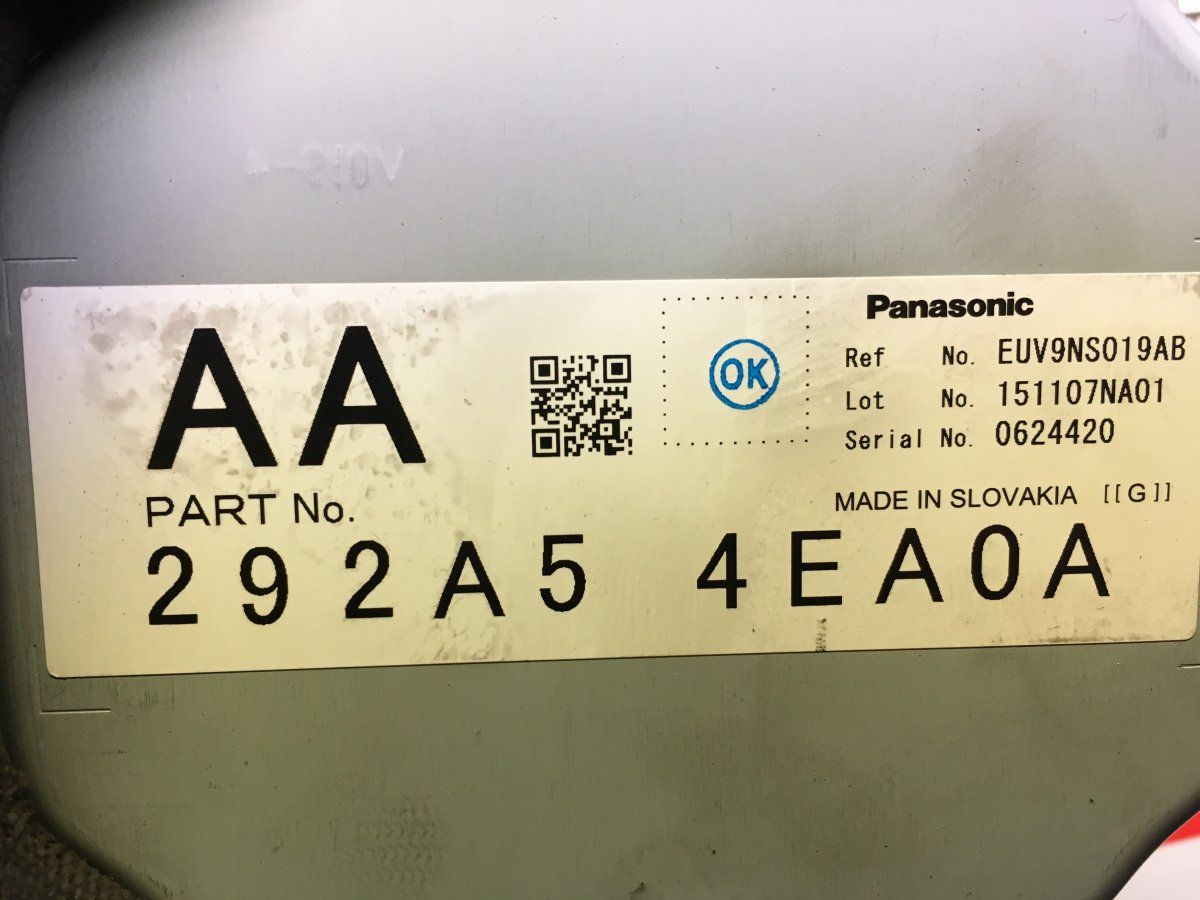 AA
PART No.
292A5 4EA0A
OK
Panasonic
Ref No. EUV9NS019AB
Lot No. 151107NA01
Serial No. 0624420
MADE IN SLOVAKIA [[G]]